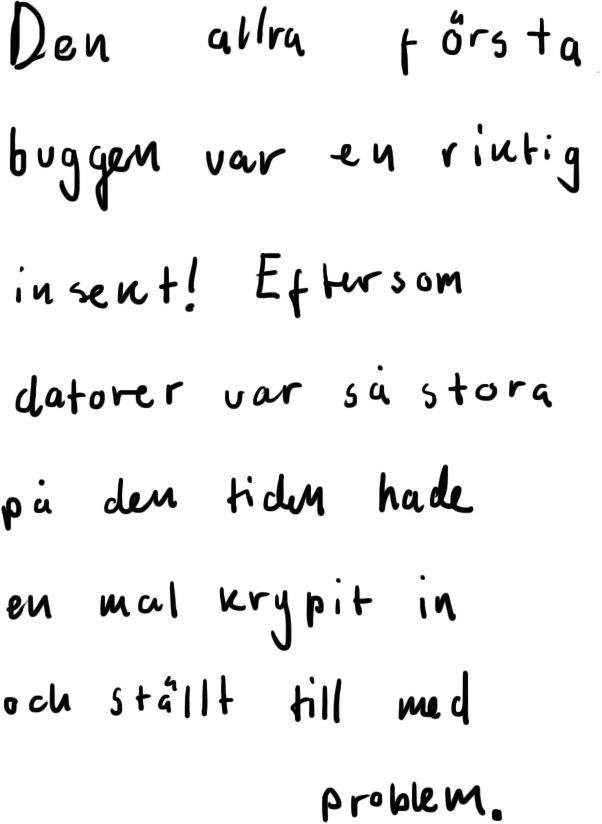 Den allra första
buggen var en riktig
insekt! Eftersom
datorer var så stora
på den tiden hade
en mal krypit in
och ställt till med
problem.